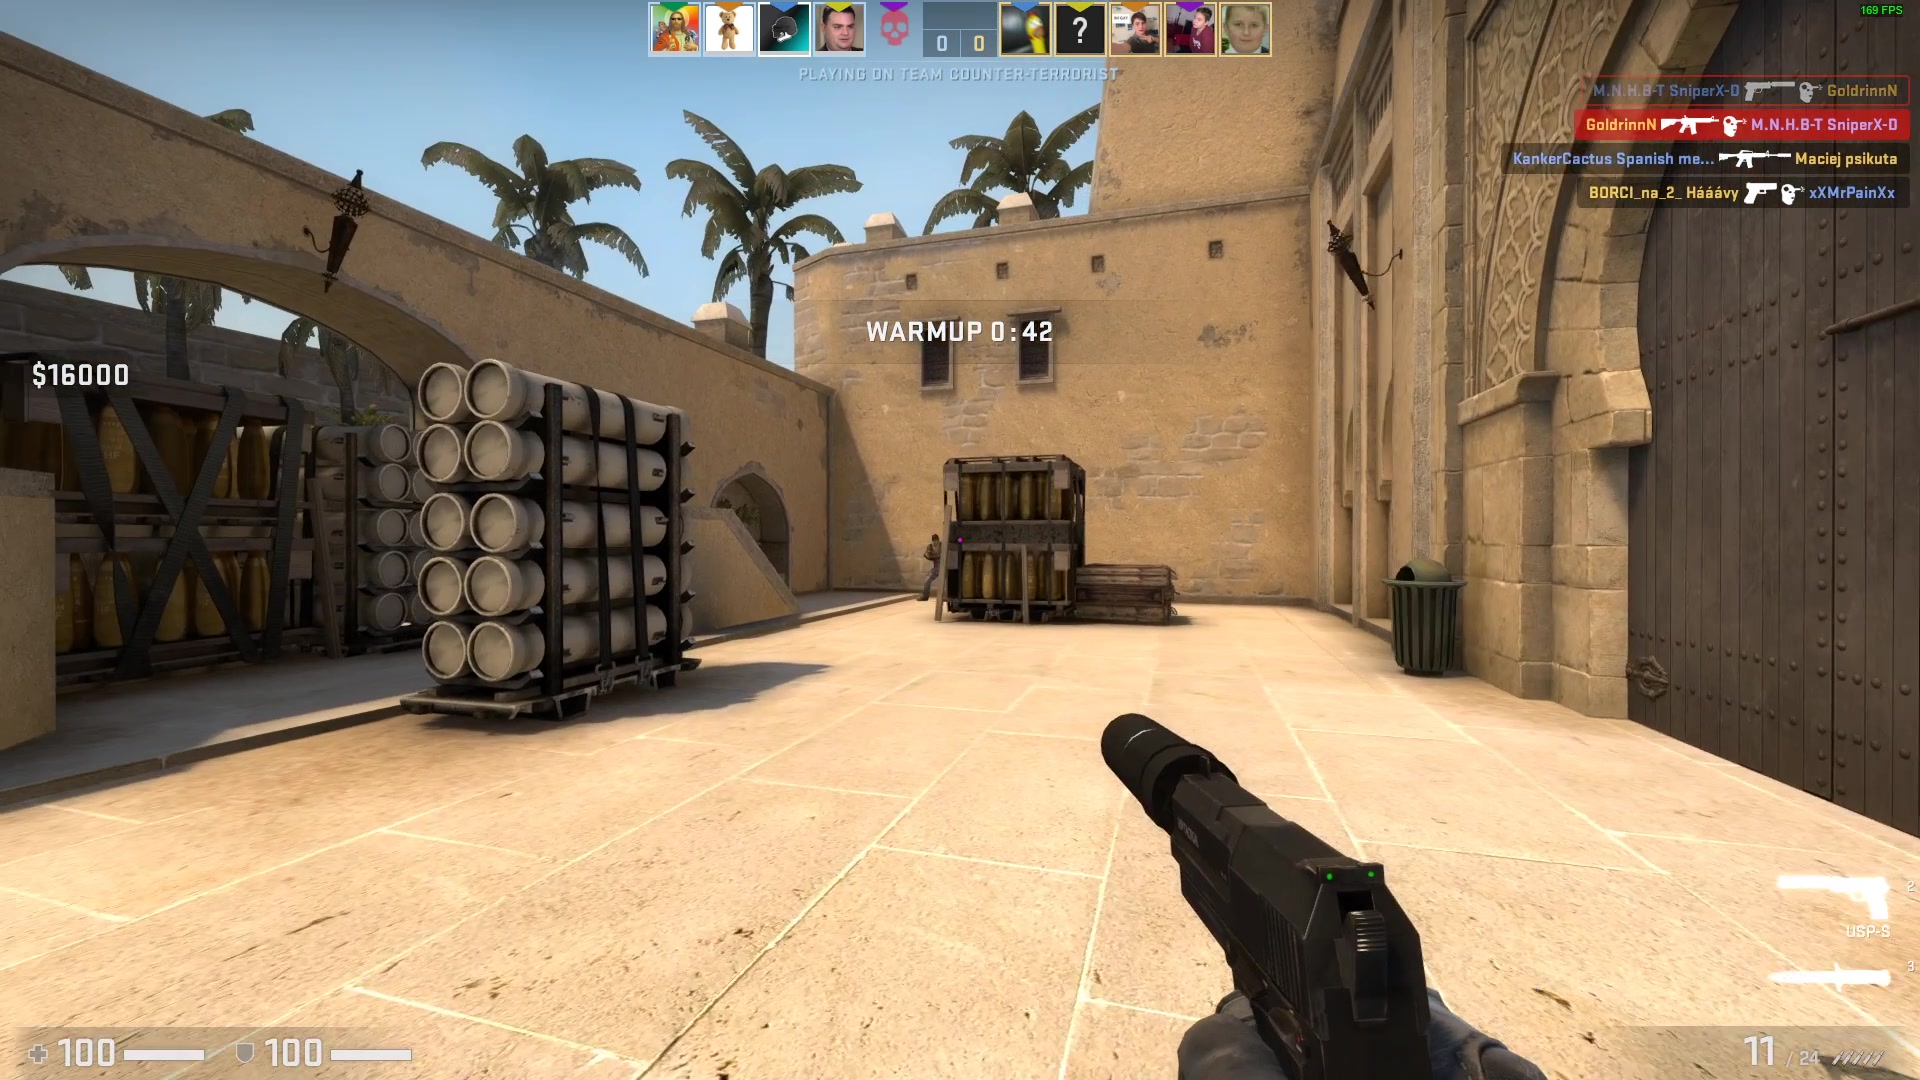 169 FPS
?
0 0
PLAYING ON TEAM COUNTER-TERRORIST
M.N.H.B-T SniperX-D GoldrinnN
GoldrinnN M.N.H.B-T SniperX-D
KankerCactus Spanish me... Maciej psikuta
BORCI_na_2_ Hááávy xXMrPainXx
WARMUP 0:42
$16000
2
USP-S
3
100 100
11 / 24